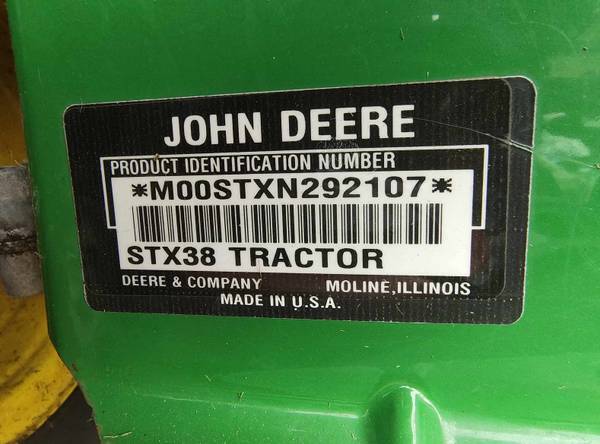 JOHN DEERE
PRODUCT IDENTIFICATION NUMBER
*M00STXN292107*
STX38 TRACTOR
DEERE & COMPANY MOLINE, ILLINOIS
MADE IN U.S.A.